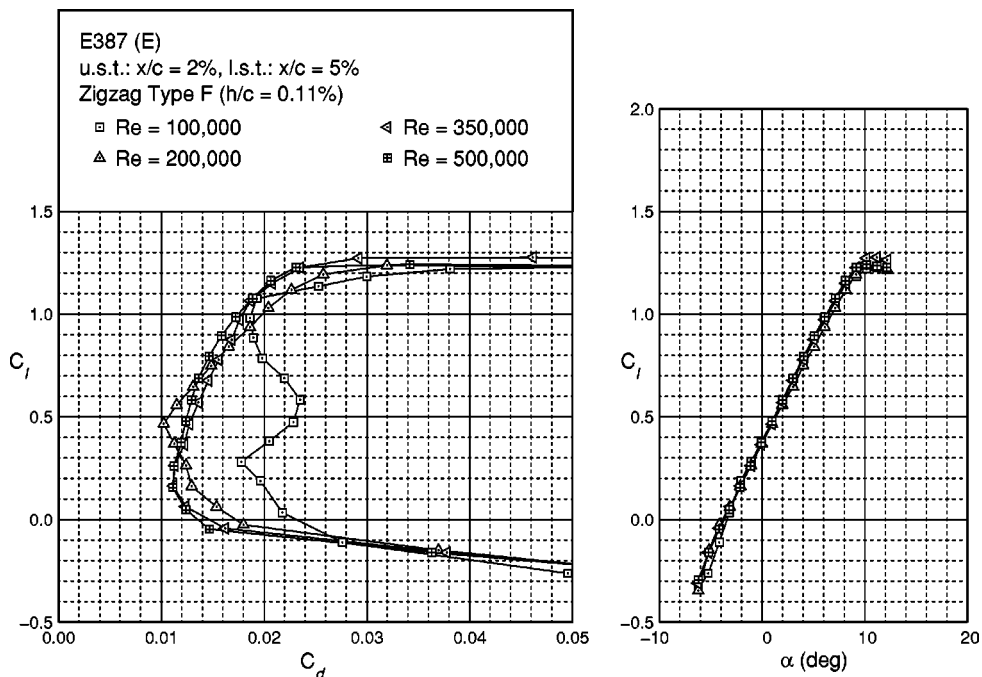 E387 (E)
u.s.t.: x/c = 2%, l.s.t.: x/c = 5%
Zigzag Type F (h/c = 0.11%)
Re = 100,000
Re = 350,000
Re = 200,000
Re = 500,000
1.5
1.0
C_l
0.5
0.0
−0.5
0.00 0.01 0.02 0.03 0.04 0.05
C_d
2.0
1.5
1.0
C_l
0.5
0.0
−0.5
−10 0 10 20
α (deg)